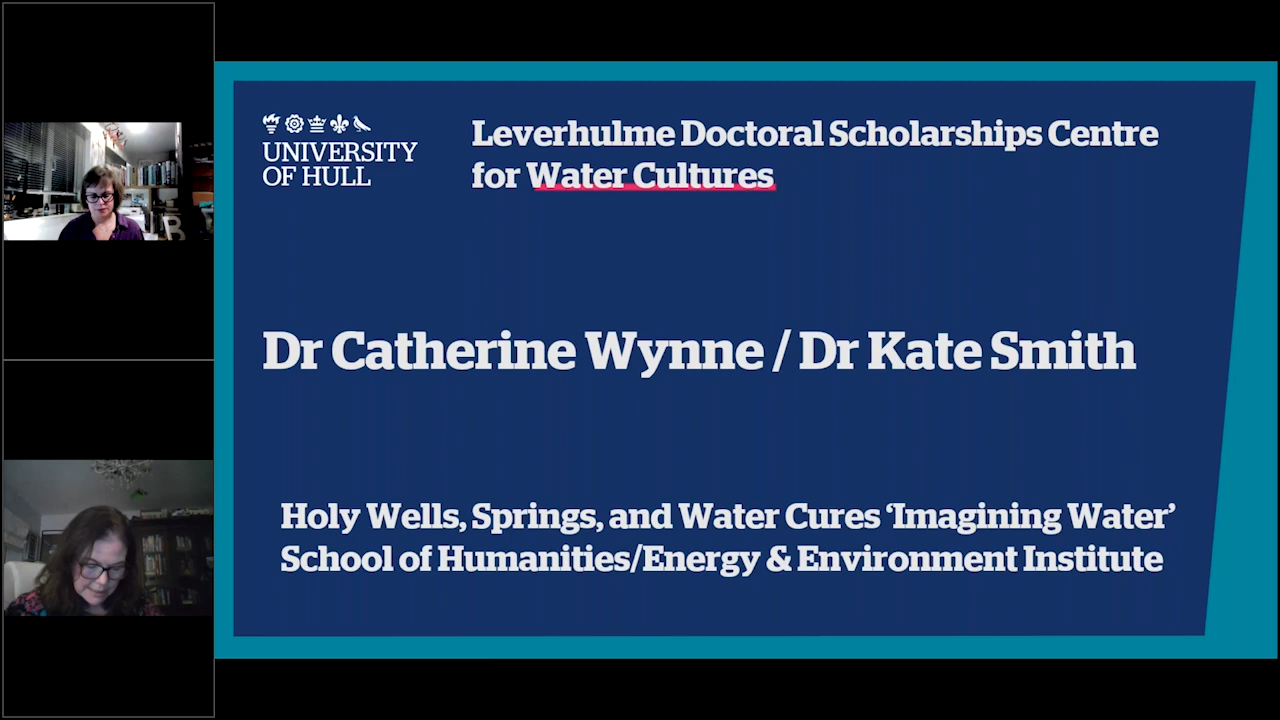 UNIVERSITY
OF HULL
Leverhulme Doctoral Scholarships Centre
for Water Cultures
Dr Catherine Wynne / Dr Kate Smith
Holy Wells, Springs, and Water Cures ‘Imagining Water’
School of Humanities/Energy & Environment Institute
B